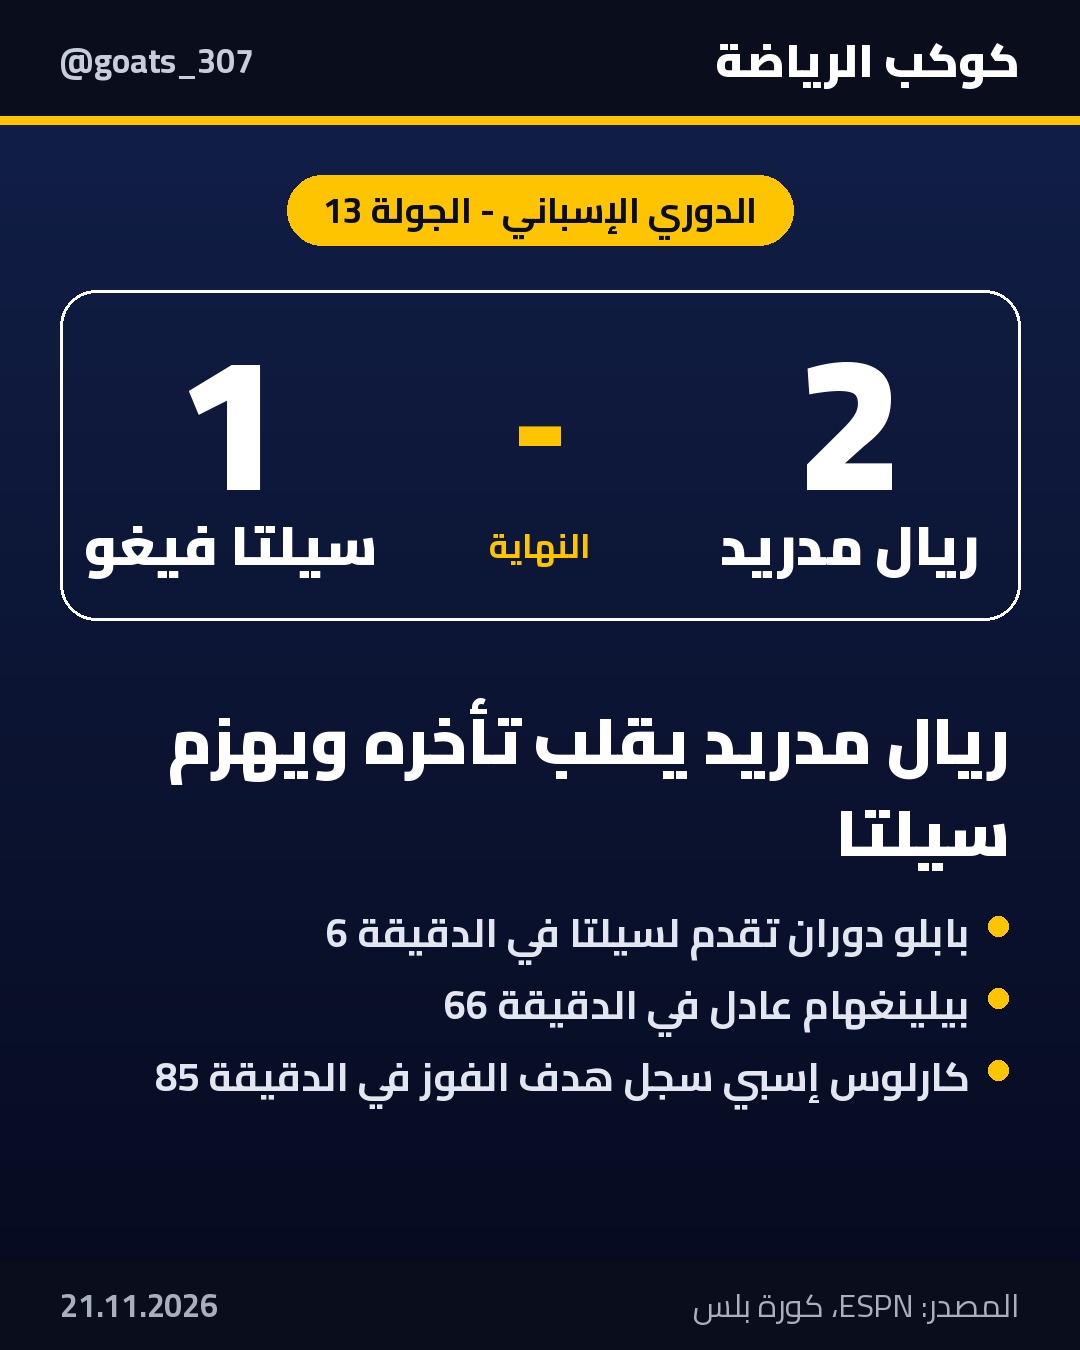 كوكب الرياضة
@goats_307
الدوري الإسباني - الجولة 13
2 - 1
ريال مدريد النهاية سيلتا فيغو
ريال مدريد يقلب تأخره ويهزم
سيلتا
بابلو دوران تقدم لسيلتا في الدقيقة 6
بيلينغهام عادل في الدقيقة 66
كارلوس إسبي سجل هدف الفوز في الدقيقة 85
المصدر: ESPN، كورة بلس
21.11.2026